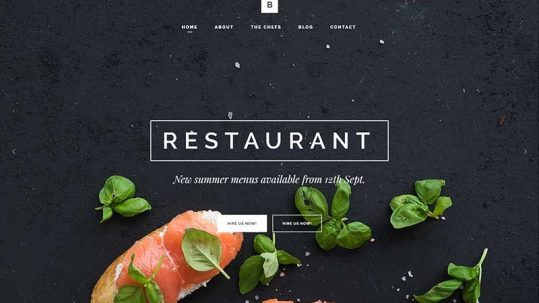 B
HOME ABOUT THE CHEFS BLOG CONTACT
RESTAURANT
New summer menus available from 12th Sept.
HIRE US NOW! HIRE US NOW!